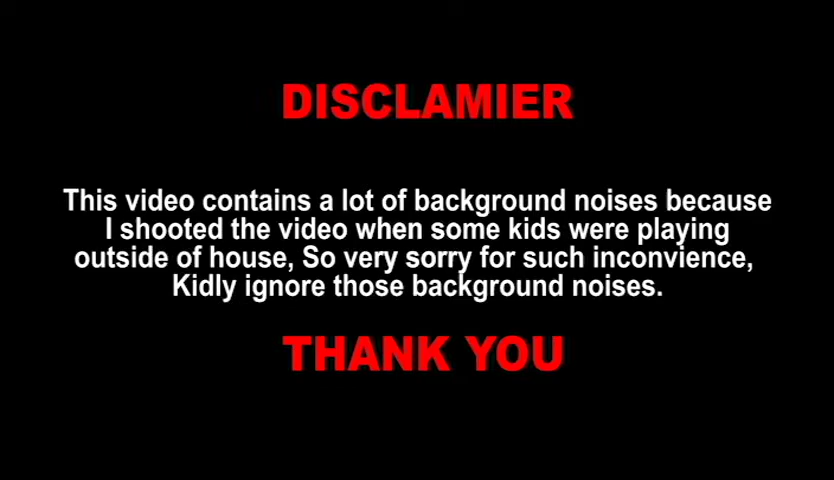 DISCLAMIER
This video contains a lot of background noises because
I shooted the video when some kids were playing
outside of house, So very sorry for such inconvience,
Kidly ignore those background noises.
THANK YOU